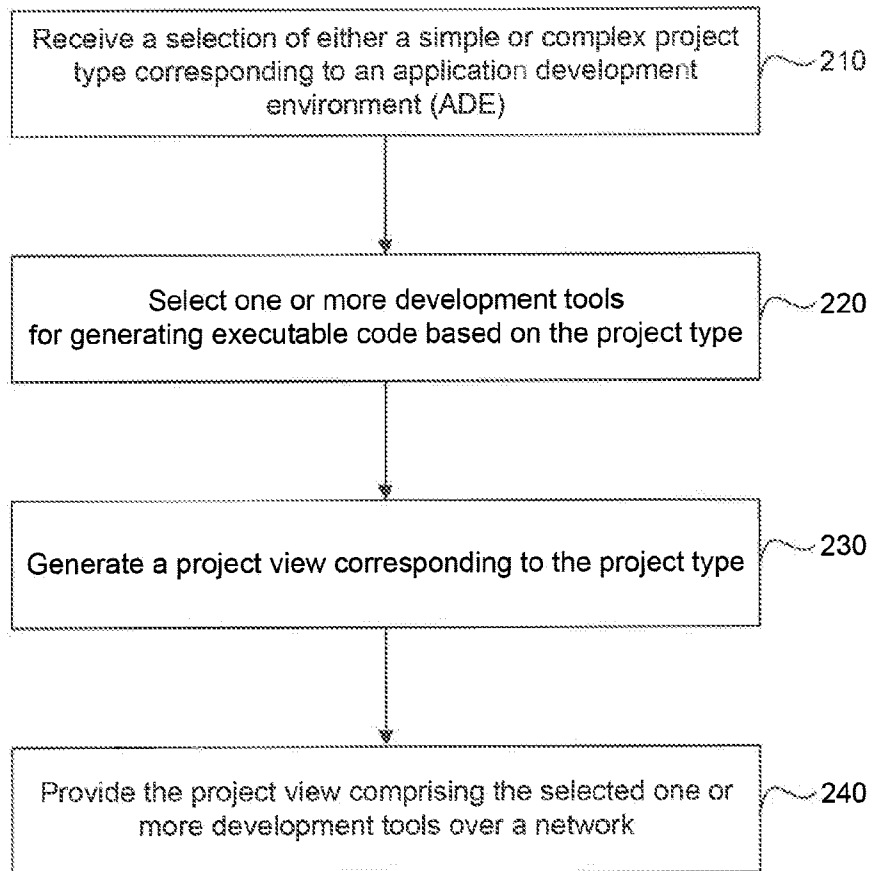 Receive a selection of either a simple or complex project
type corresponding to an application development
environment (ADE)
210
Select one or more development tools
for generating executable code based on the project type
220
Generate a project view corresponding to the project type
230
Provide the project view comprising the selected one or
more development tools over a network
240